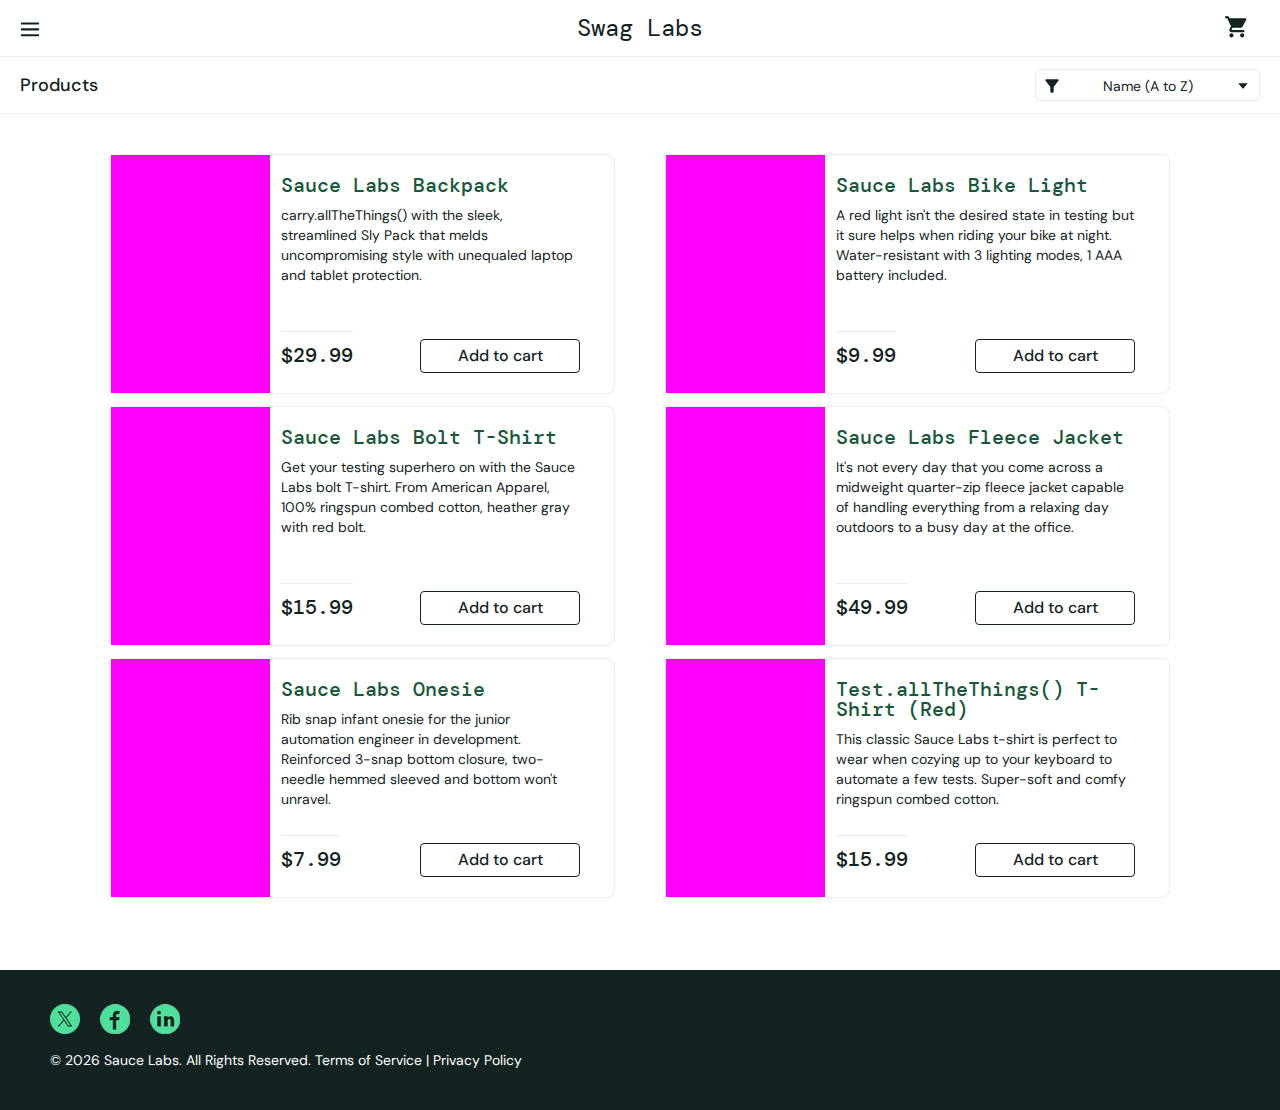 Swag Labs
Products
Name (A to Z)
Sauce Labs Backpack
carry.allTheThings() with the sleek,
streamlined Sly Pack that melds
uncompromising style with unequaled laptop
and tablet protection.
$29.99
Add to cart
Sauce Labs Bike Light
A red light isn't the desired state in testing but
it sure helps when riding your bike at night.
Water-resistant with 3 lighting modes, 1 AAA
battery included.
$9.99
Add to cart
Sauce Labs Bolt T-Shirt
Get your testing superhero on with the Sauce
Labs bolt T-shirt. From American Apparel,
100% ringspun combed cotton, heather gray
with red bolt.
$15.99
Add to cart
Sauce Labs Fleece Jacket
It's not every day that you come across a
midweight quarter-zip fleece jacket capable
of handling everything from a relaxing day
outdoors to a busy day at the office.
$49.99
Add to cart
Sauce Labs Onesie
Rib snap infant onesie for the junior
automation engineer in development.
Reinforced 3-snap bottom closure, two-
needle hemmed sleeved and bottom won't
unravel.
$7.99
Add to cart
Test.allTheThings() T-
Shirt (Red)
This classic Sauce Labs t-shirt is perfect to
wear when cozying up to your keyboard to
automate a few tests. Super-soft and comfy
ringspun combed cotton.
$15.99
Add to cart
© 2026 Sauce Labs. All Rights Reserved. Terms of Service | Privacy Policy